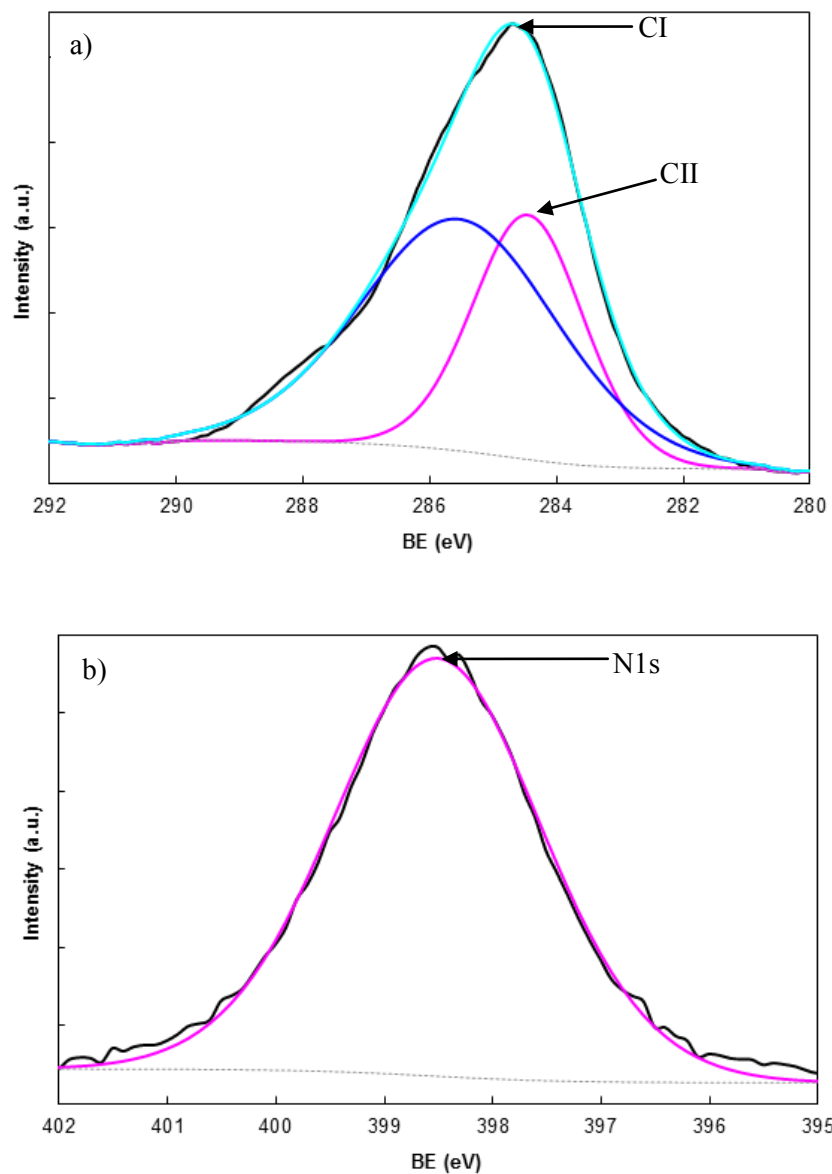 a)
CI
CII
Intensity (a.u.)
292 290 288 286 284 282 280
BE (eV)
b)
N1s
Intensity (a.u.)
402 401 400 399 398 397 396 395
BE (eV)